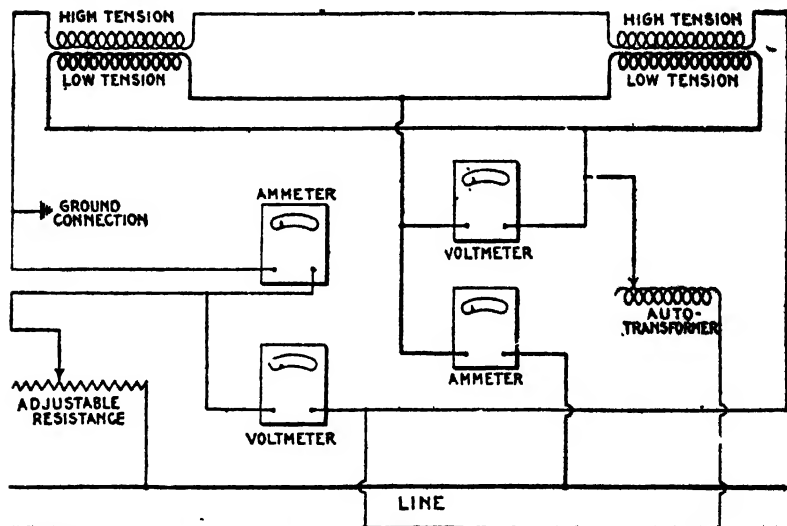 HIGH TENSION
HIGH TENSION
LOW TENSION
LOW TENSION
AMMETER
GROUND
CONNECTION
VOLTMETER
AUTO-
TRANSFORMER
AMMETER
ADJUSTABLE
RESISTANCE
VOLTMETER
LINE